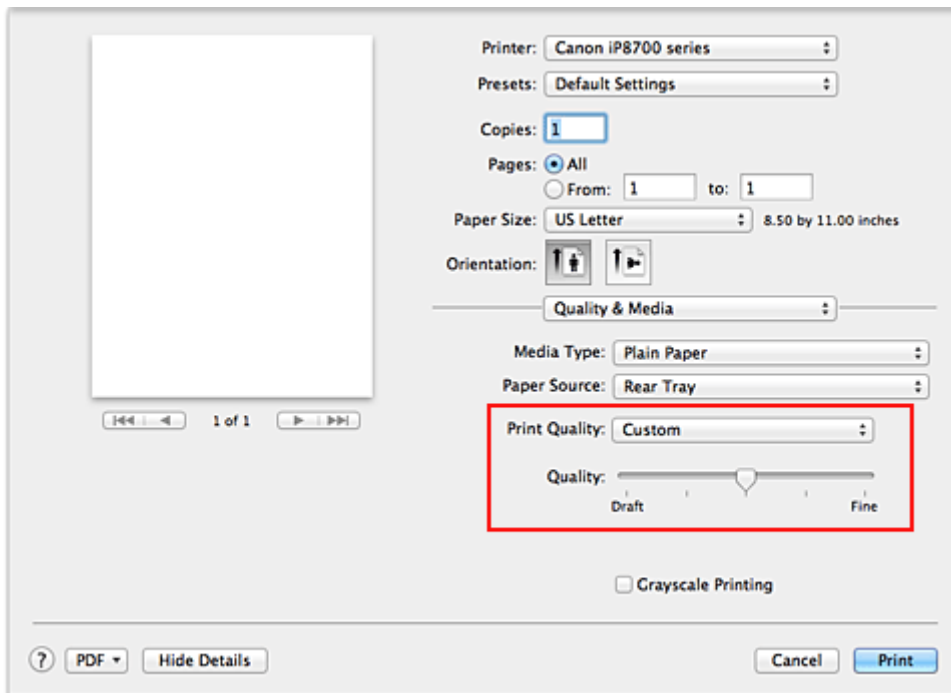 Printer: Canon iP8700 series
Presets: Default Settings
Copies: 1
Pages: All
From: 1 to: 1
Paper Size: US Letter 8.50 by 11.00 inches
Orientation:
Quality & Media
Media Type: Plain Paper
Paper Source: Rear Tray
1 of 1
Print Quality: Custom
Quality:
Draft Fine
Grayscale Printing
? PDF Hide Details Cancel Print